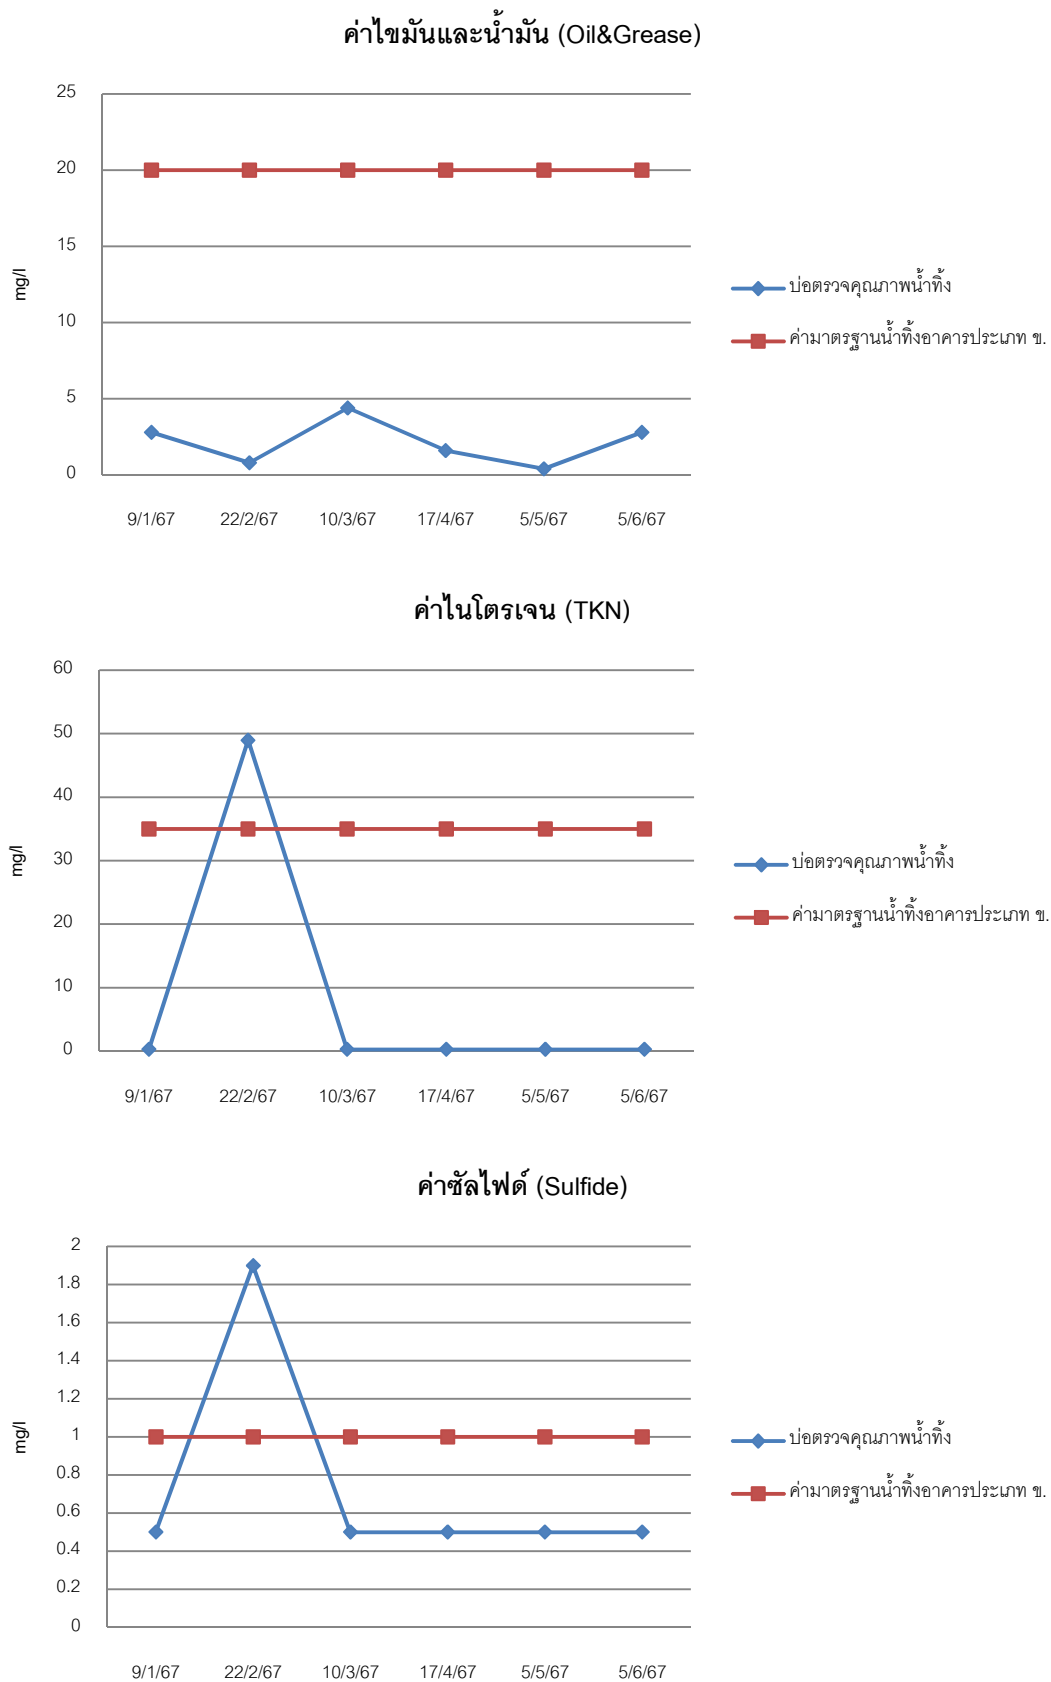 ค่าไขมันและน้ำมัน (Oil&Grease)
25
20
15
10
5
0
mg/l
9/1/67 22/2/67 10/3/67 17/4/67 5/5/67 5/6/67
บ่อตรวจคุณภาพน้ำทิ้ง
ค่ามาตรฐานน้ำทิ้งอาคารประเภท ข.
ค่าไนโตรเจน (TKN)
60
50
40
30
20
10
0
mg/l
9/1/67 22/2/67 10/3/67 17/4/67 5/5/67 5/6/67
บ่อตรวจคุณภาพน้ำทิ้ง
ค่ามาตรฐานน้ำทิ้งอาคารประเภท ข.
ค่าซัลไฟด์ (Sulfide)
2
1.8
1.6
1.4
1.2
1
0.8
0.6
0.4
0.2
0
mg/l
9/1/67 22/2/67 10/3/67 17/4/67 5/5/67 5/6/67
บ่อตรวจคุณภาพน้ำทิ้ง
ค่ามาตรฐานน้ำทิ้งอาคารประเภท ข.